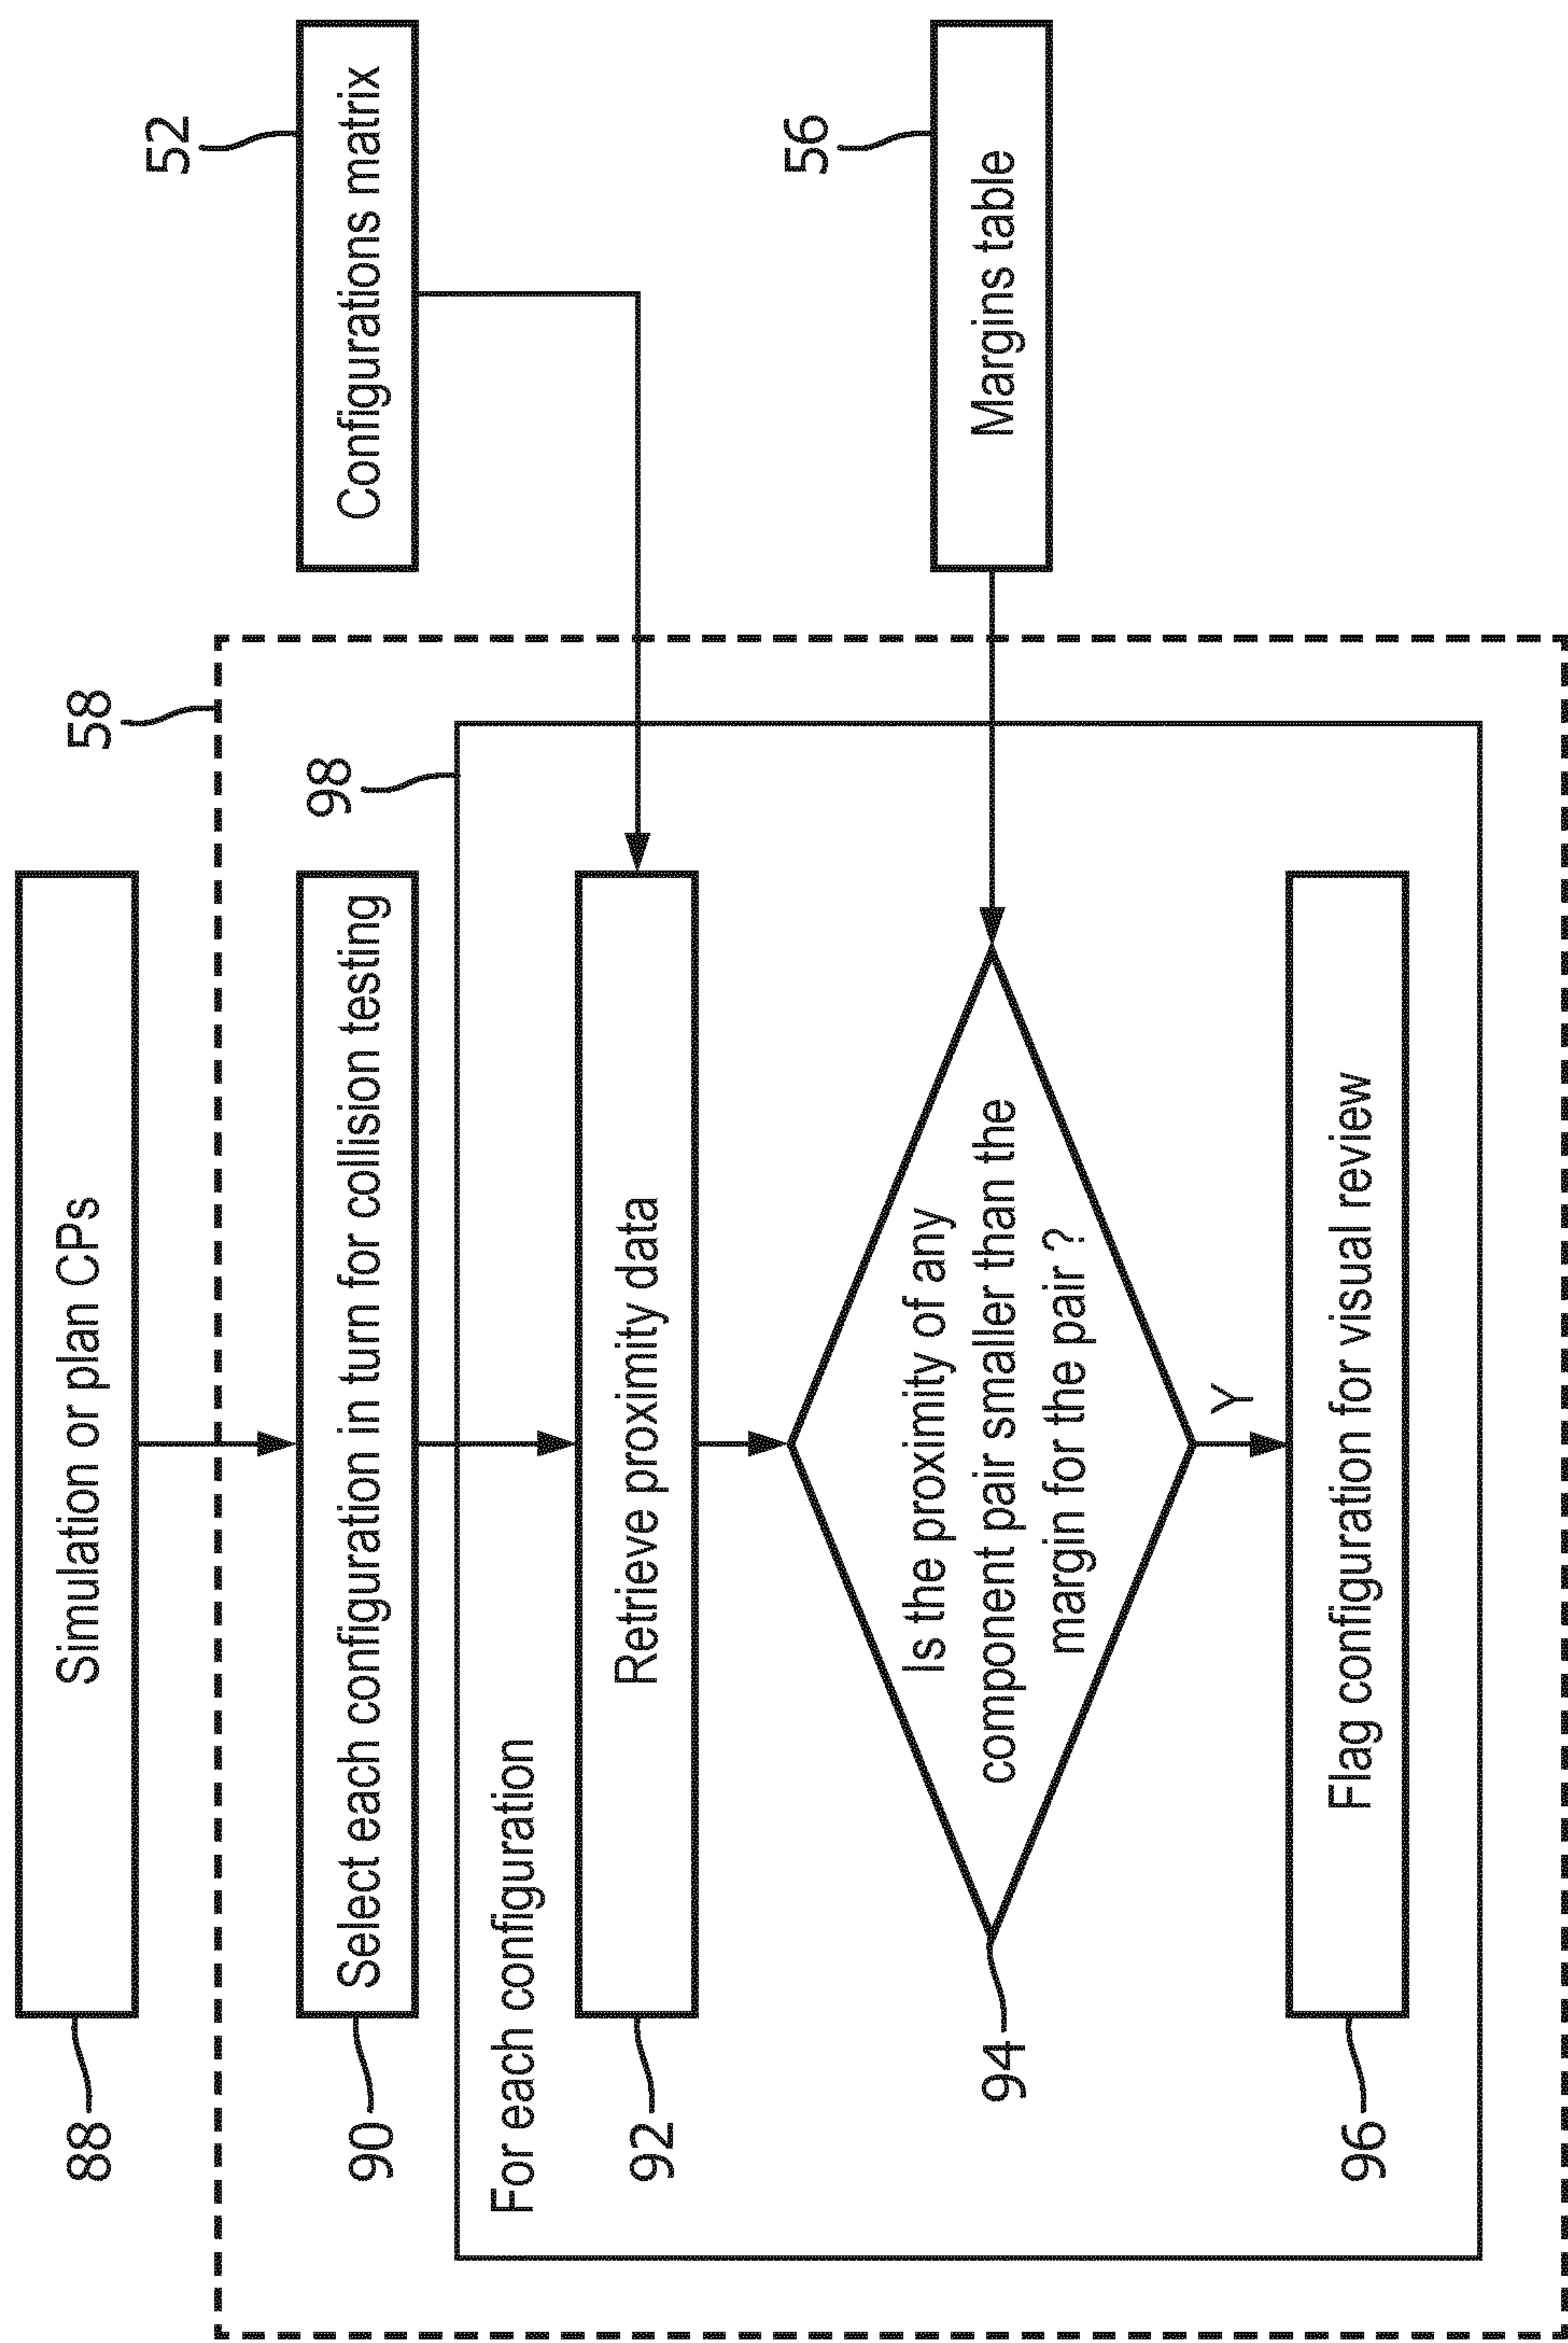 88
Simulation or plan CPs
58
52
90
Select each configuration in turn for collision testing
98
Configurations matrix
For each configuration
92
Retrieve proximity data
94
Is the proximity of any
component pair smaller than the
margin for the pair ?
56
Margins table
Y
96
Flag configuration for visual review